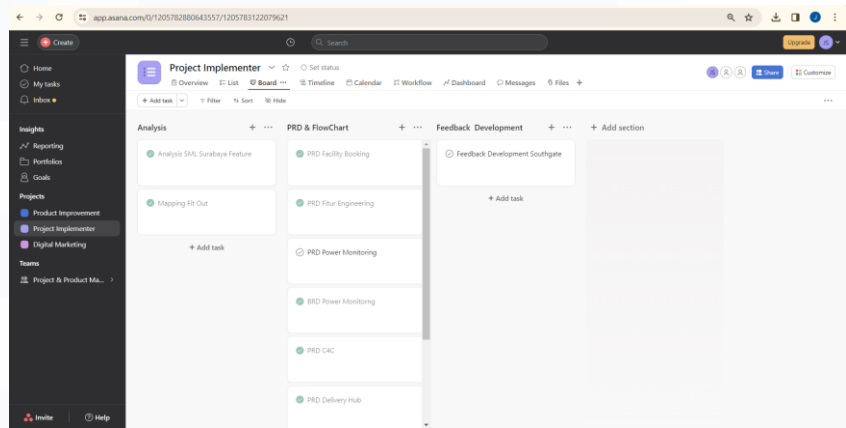 app.asana.com/0/1205782880643557/1205783122079621
Create
Search
Upgrade
Home
My tasks
Inbox
Insights
Reporting
Portfolios
Goals
Projects
Product Improvement
Project Implementer
Digital Marketing
Teams
Project & Product Ma...
Invite
Help
Project Implementer
Set status
Overview List Board Timeline Calendar Workflow Dashboard Messages Files
Share
Customize
+ Add task Filter Sort Hide
Analysis
Analysis SML Surabaya Feature
Mapping Fit Out
+ Add task
PRD & FlowChart
PRD Facility Booking
PRD Fitur Engineering
PRD Power Monitoring
BRD Power Monitorng
PRD C4C
PRD Delivery Hub
Feedback Development
Feedback Development Southgate
+ Add task
+ Add section